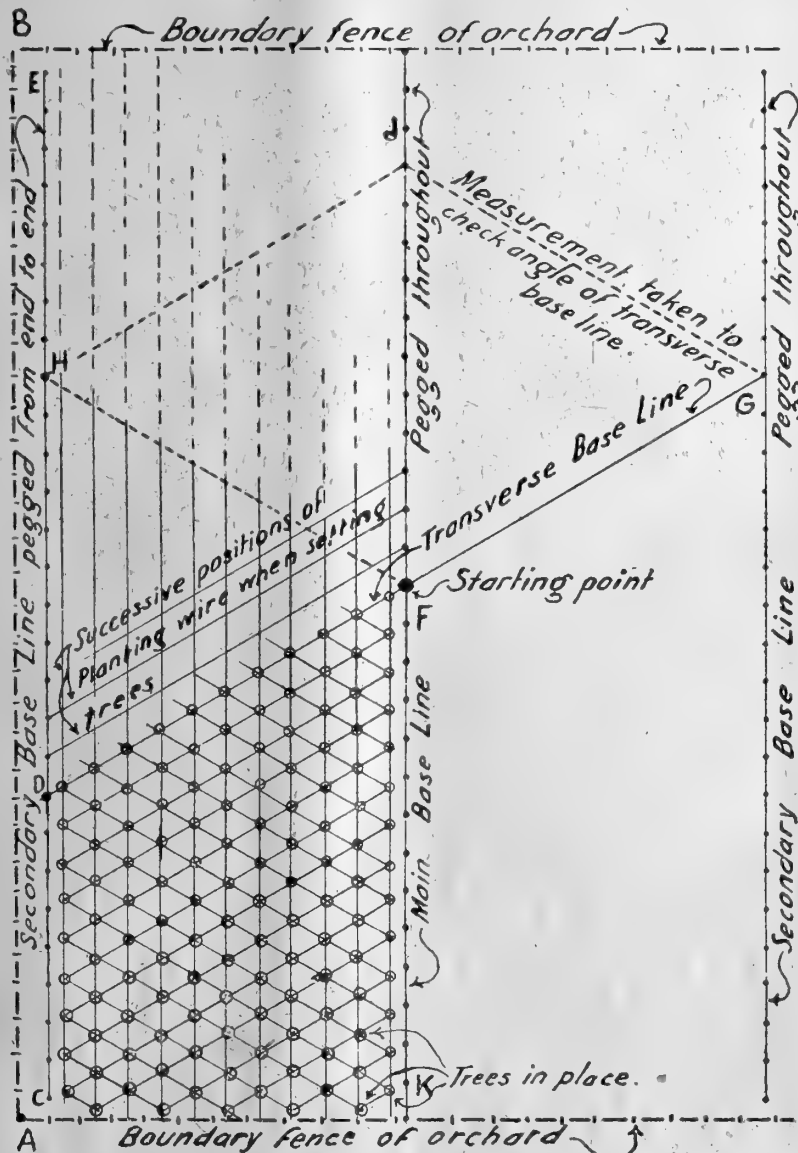 B
Boundary fence of orchard
E
J
Pegged throughout
Pegged throughout
Measurement taken to
check angle of transverse
base line.
H
G
Secondary Base Line pegged from end to end
Transverse Base Line
Successive positions of
Planting wire when setting
trees
Starting point
F
D
Main Base Line
Secondary Base Line
C
K
Trees in place.
A
Boundary fence of orchard